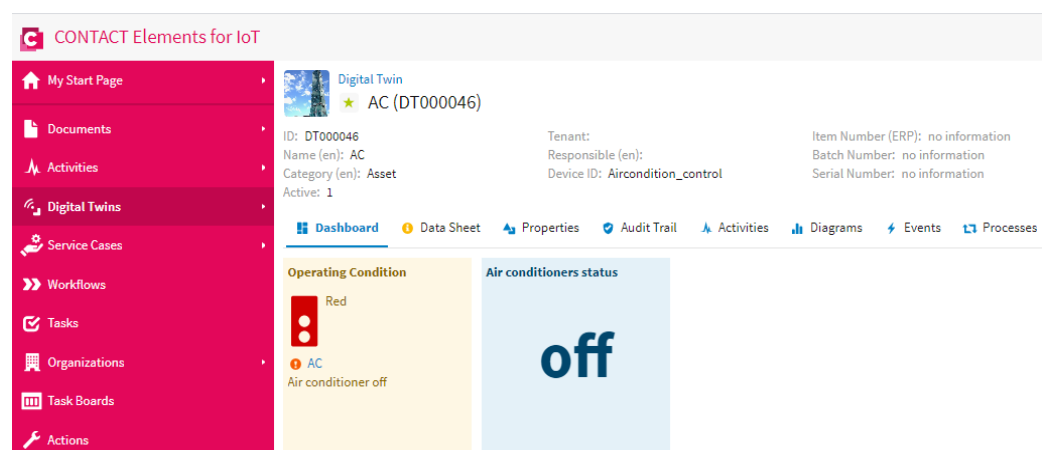 CONTACT Elements for IoT
My Start Page
Documents
Activities
Digital Twins
Service Cases
Workflows
Tasks
Organizations
Task Boards
Actions
Digital Twin
AC (DT000046)
ID: DT000046
Name (en): AC
Category (en): Asset
Active: 1
Tenant:
Responsible (en):
Device ID: Aircondition_control
Item Number (ERP): no information
Batch Number: no information
Serial Number: no information
Dashboard Data Sheet Properties Audit Trail Activities Diagrams Events Processes
Operating Condition
Red
AC
Air conditioner off
Air conditioners status
off